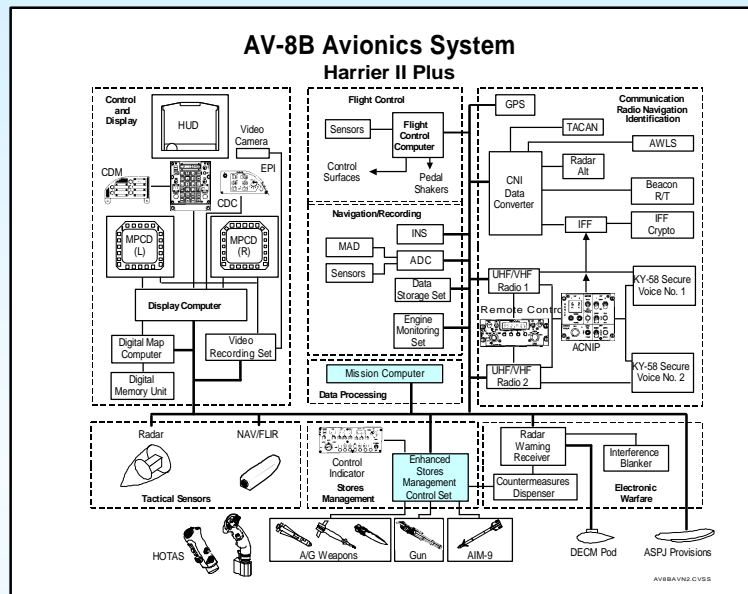 AV-8B Avionics System
Harrier II Plus
Control
and
Display
HUD
Video
Camera
EPI
CDM
CDC
MPCD
(L)
MPCD
(R)
Display Computer
Digital Map
Computer
Video
Recording Set
Digital
Memory Unit
Flight Control
Sensors
Flight
Control
Computer
Control
Surfaces
Pedal
Shakers
Navigation/Recording
INS
MAD
ADC
Sensors
Data
Storage Set
Engine
Monitoring
Set
Mission Computer
Data Processing
GPS
Communication
Radio Navigation
Identification
TACAN
AWLS
CNI
Data
Converter
Radar
Alt
Beacon
R/T
IFF
IFF
Crypto
UHF/VHF
Radio 1
Remote Contro
ACNIP
KY-58 Secure
Voice No. 1
UHF/VHF
Radio 2
KY-58 Secure
Voice No. 2
Radar
NAV/FLIR
Tactical Sensors
Control
Indicator
Stores
Management
Enhanced
Stores
Management
Control Set
Radar
Warning
Receiver
Interference
Blanker
Countermeasures
Dispenser
Electronic
Warfare
HOTAS
A/G Weapons
Gun
AIM-9
DECM Pod
ASPJ Provisions
AV8BAVN2.CVSS